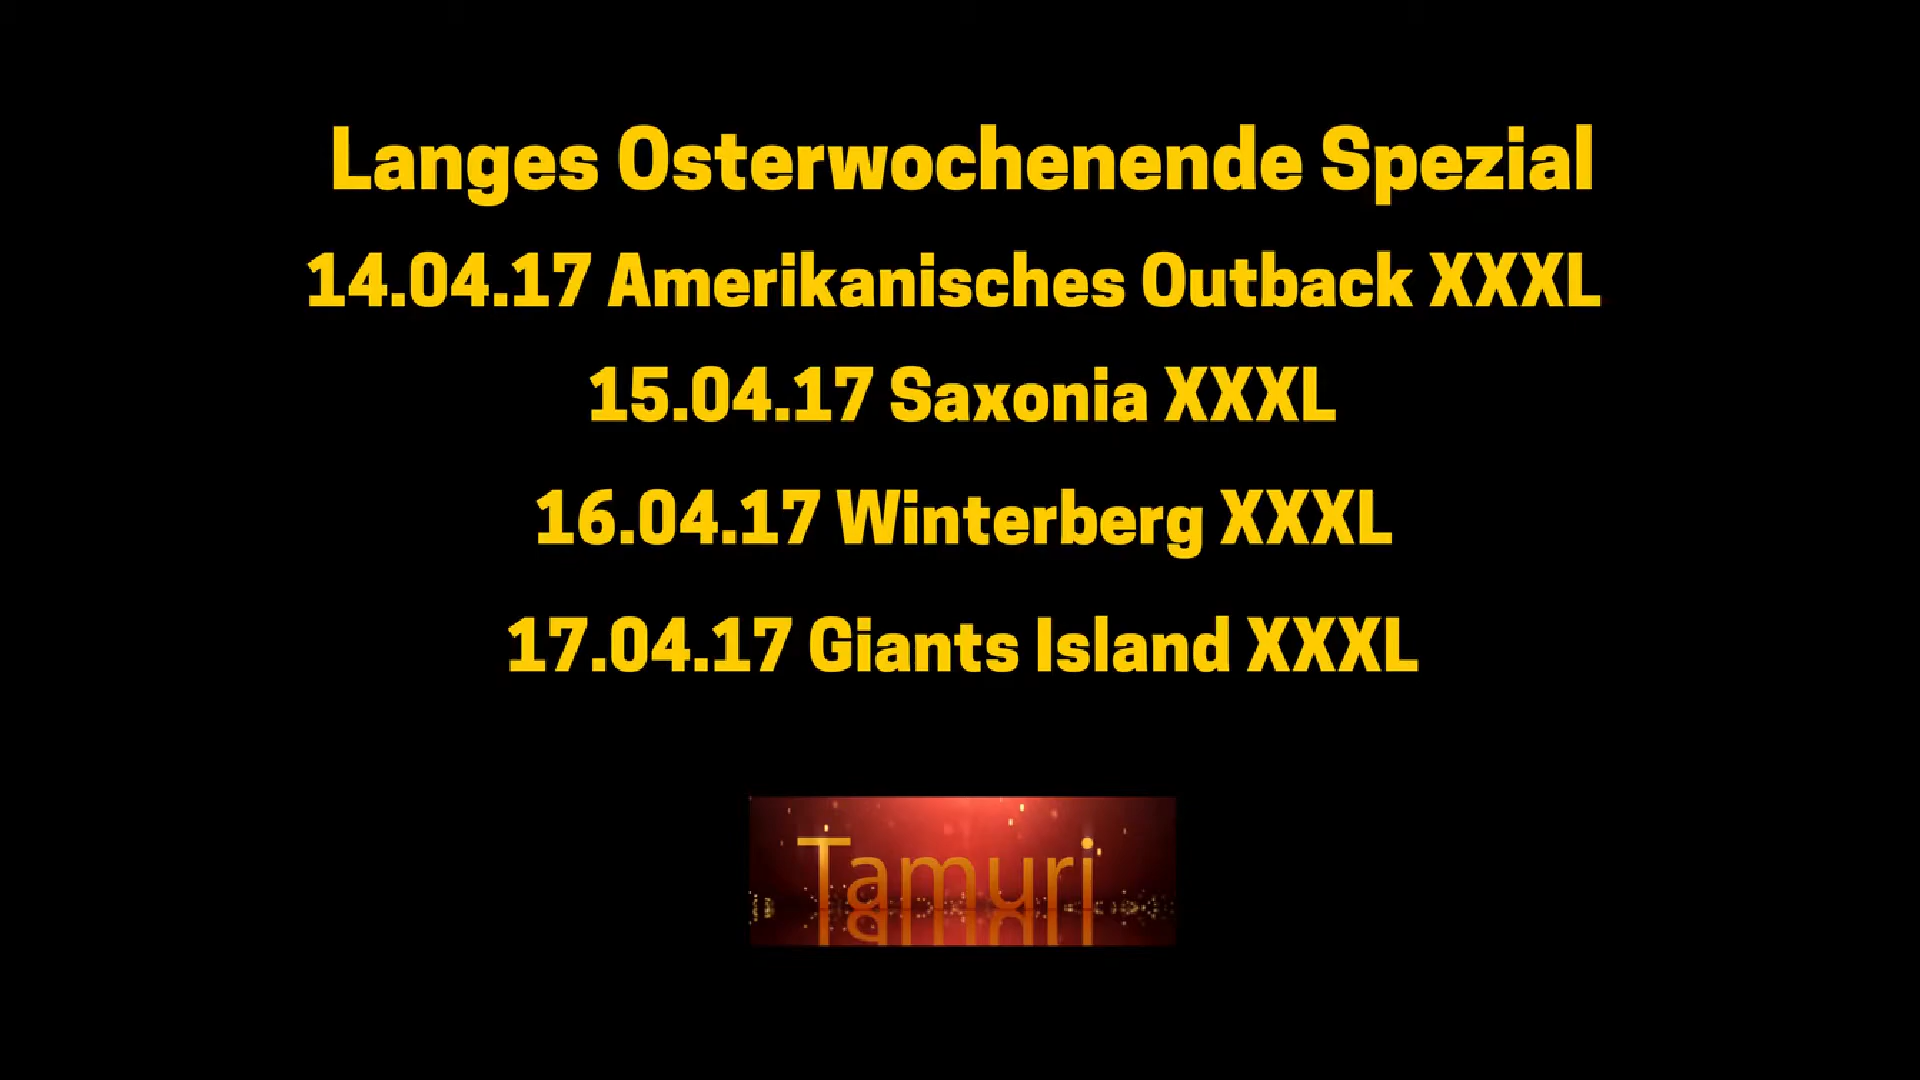 Langes Osterwochenende Spezial
14.04.17 Amerikanisches Outback XXXL
15.04.17 Saxonia XXXL
16.04.17 Winterberg XXXL
17.04.17 Giants Island XXXL
Tamuri